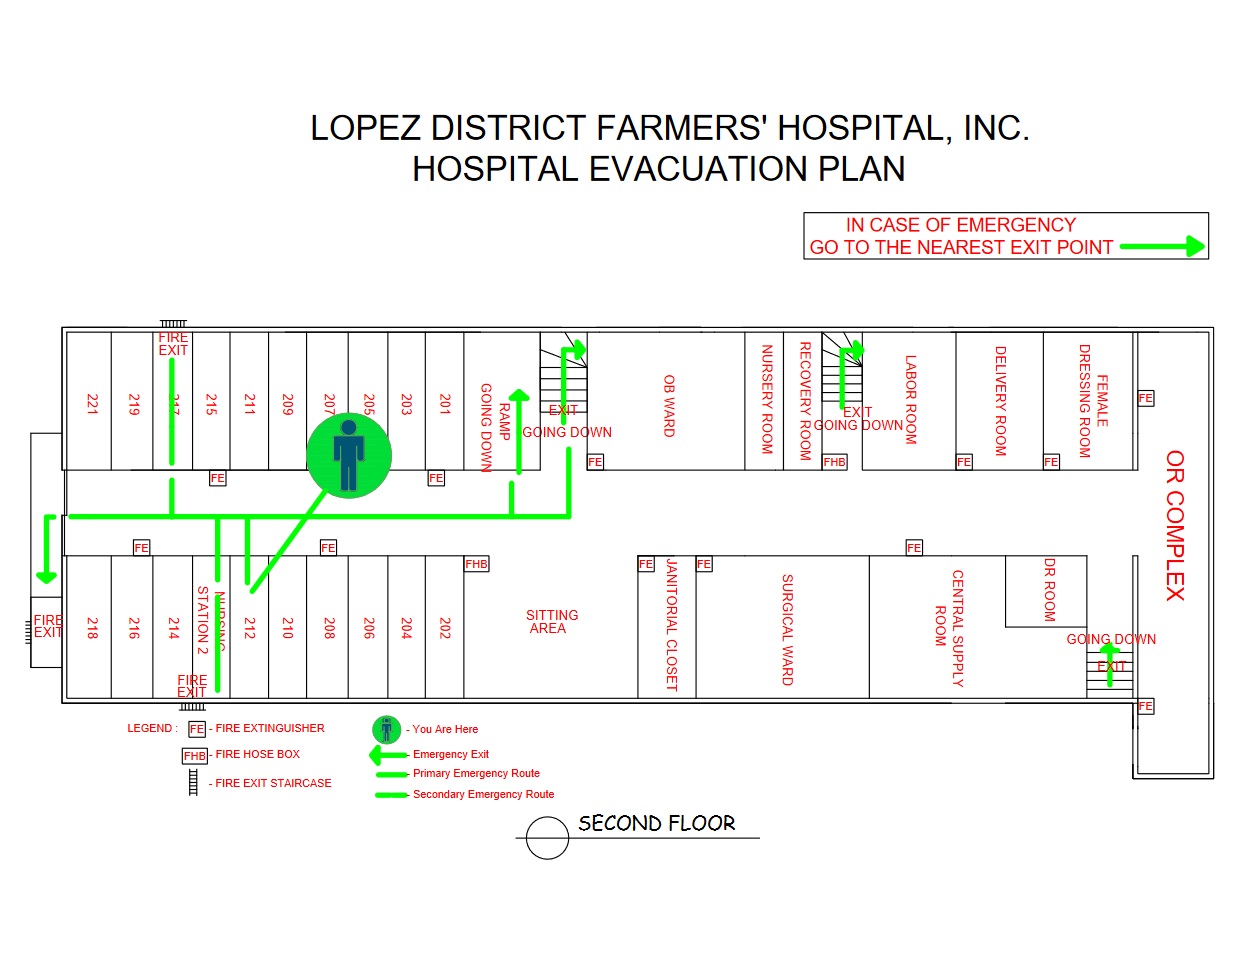 LOPEZ DISTRICT FARMERS' HOSPITAL, INC.
HOSPITAL EVACUATION PLAN
IN CASE OF EMERGENCY
GO TO THE NEAREST EXIT POINT
FIRE
EXIT
221
219
217
215
211
209
207
205
203
201
RAMP
GOING DOWN
EXIT
GOING DOWN
OB WARD
NURSERY ROOM
RECOVERY ROOM
EXIT
GOING DOWN
LABOR ROOM
DELIVERY ROOM
FEMALE
DRESSING ROOM
FE
OR COMPLEX
FE
FE
FE
FHB
FE
FE
FE
FE
FHB
FE
FE
FE
FIRE
EXIT
218
216
214
NURSING
STATION 2
FIRE
EXIT
212
210
208
206
204
202
SITTING
AREA
JANITORIAL CLOSET
SURGICAL WARD
CENTRAL SUPPLY
ROOM
DR ROOM
GOING DOWN
EXIT
FE
LEGEND :
FE - FIRE EXTINGUISHER
FHB - FIRE HOSE BOX
- FIRE EXIT STAIRCASE
- You Are Here
- Emergency Exit
- Primary Emergency Route
- Secondary Emergency Route
SECOND FLOOR